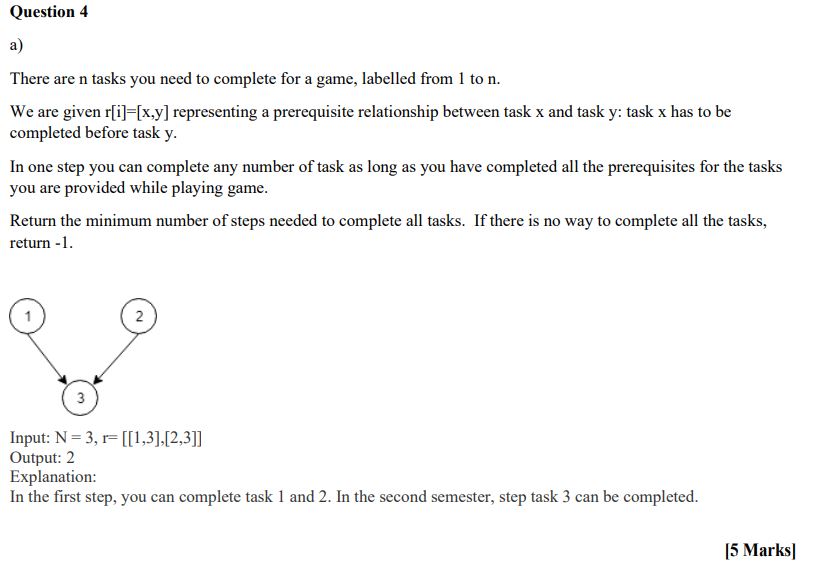 Question 4
a)
There are n tasks you need to complete for a game, labelled from 1 to n.
We are given r[i]=[x,y] representing a prerequisite relationship between task x and task y: task x has to be
completed before task y.
In one step you can complete any number of task as long as you have completed all the prerequisites for the tasks
you are provided while playing game.
Return the minimum number of steps needed to complete all tasks.  If there is no way to complete all the tasks,
return -1.
1
2
3
Input: N = 3, r= [[1,3],[2,3]]
Output: 2
Explanation:
In the first step, you can complete task 1 and 2. In the second semester, step task 3 can be completed.
[5 Marks]